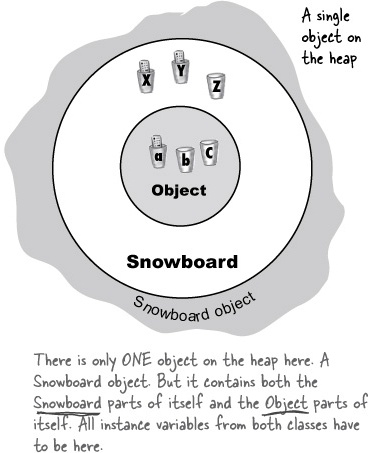 A single
object on
the heap
X
Y
Z
a
b
C
Object
Snowboard
Snowboard object
There is only ONE object on the heap here. A
Snowboard object. But it contains both the
Snowboard parts of itself and the Object parts of
itself. All instance variables from both classes have
to be here.